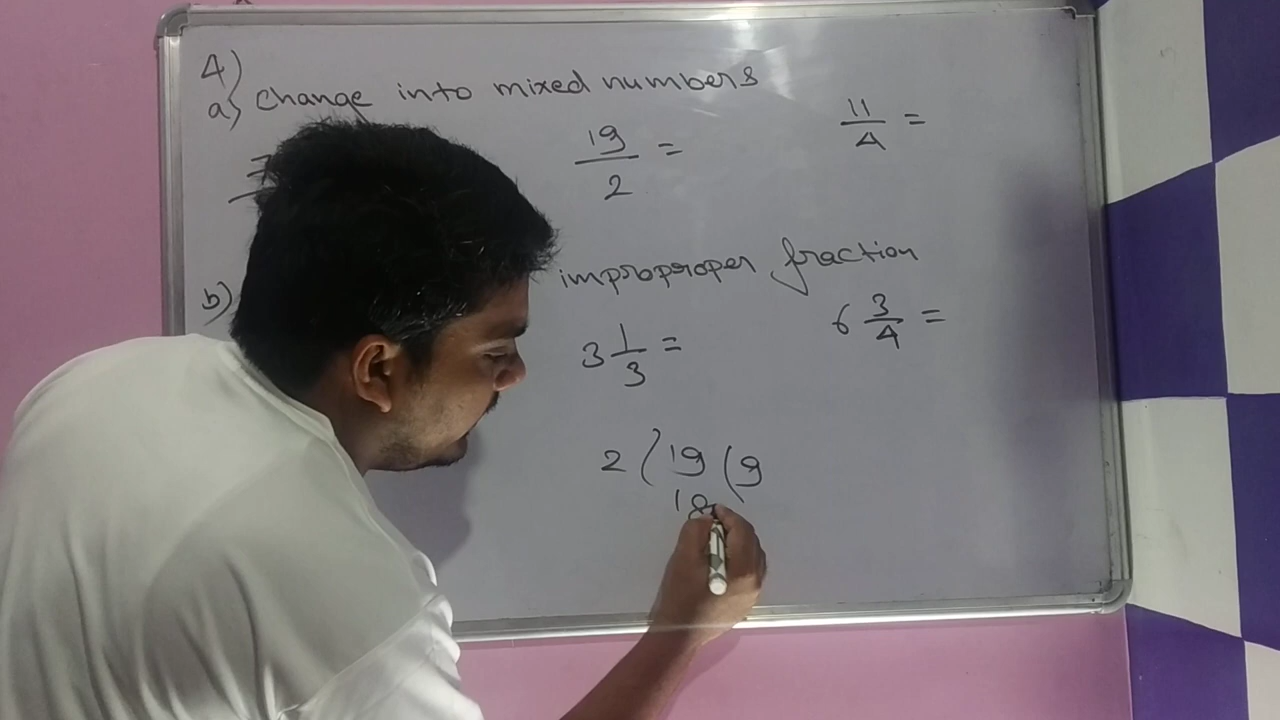 4)
a) change into mixed numbers
7 19/2 = 11/4 =
b) improproper fraction
3 1/3 = 6 3/4 =
2 ( 19 ( 9
18